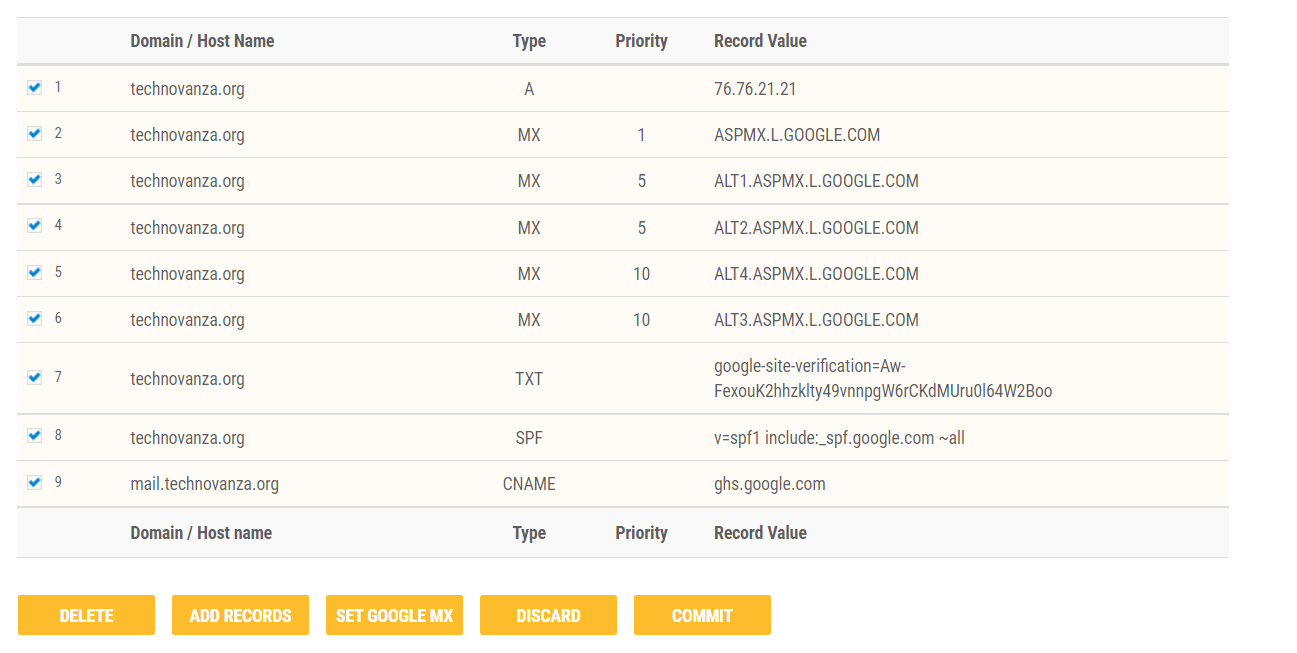 Domain / Host Name Type Priority Record Value
1 technovanza.org A 76.76.21.21
2 technovanza.org MX 1 ASPMX.L.GOOGLE.COM
3 technovanza.org MX 5 ALT1.ASPMX.L.GOOGLE.COM
4 technovanza.org MX 5 ALT2.ASPMX.L.GOOGLE.COM
5 technovanza.org MX 10 ALT4.ASPMX.L.GOOGLE.COM
6 technovanza.org MX 10 ALT3.ASPMX.L.GOOGLE.COM
7 technovanza.org TXT google-site-verification=Aw-
FexouK2hhzklty49vnnpgW6rCKdMUru0l64W2Boo
8 technovanza.org SPF v=spf1 include:_spf.google.com ~all
9 mail.technovanza.org CNAME ghs.google.com
Domain / Host name Type Priority Record Value
DELETE ADD RECORDS SET GOOGLE MX DISCARD COMMIT